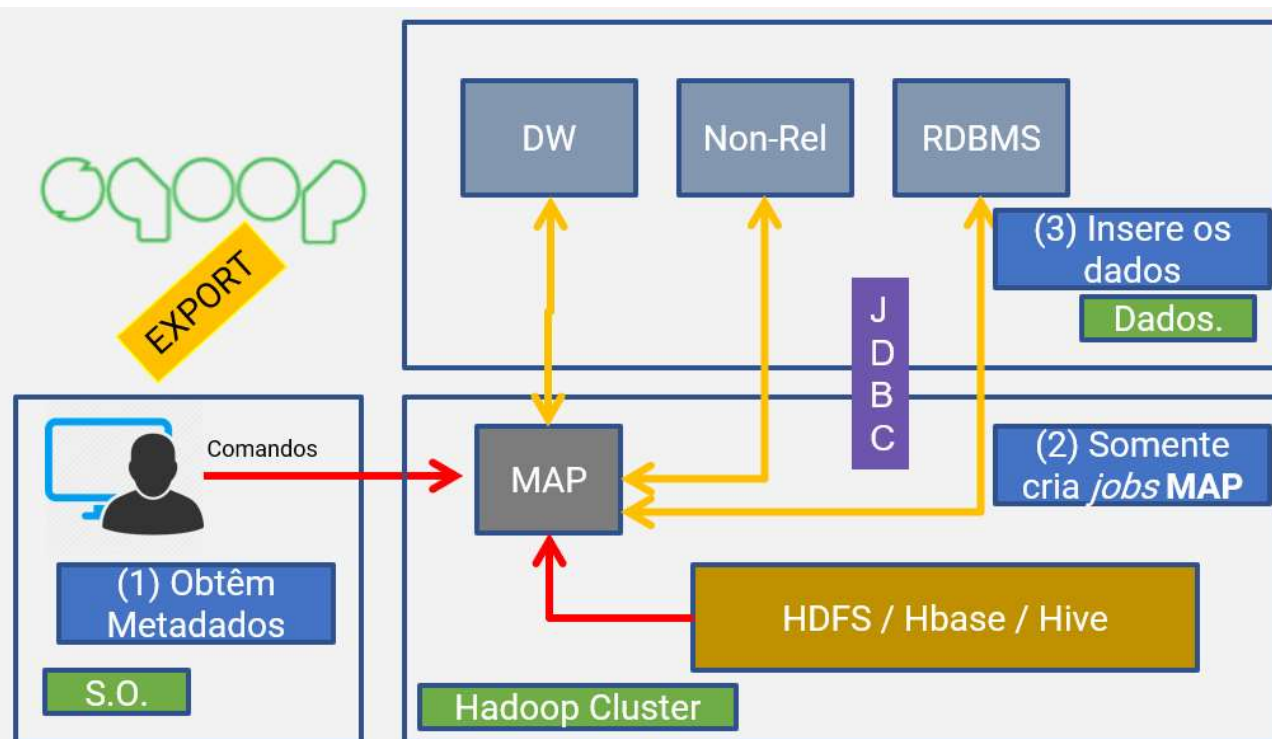 sqoop
EXPORT
DW
Non-Rel
RDBMS
(3) Insere os
dados
Dados.
J
D
B
C
Comandos
MAP
(2) Somente
cria jobs MAP
(1) Obtêm
Metadados
HDFS / Hbase / Hive
S.O.
Hadoop Cluster